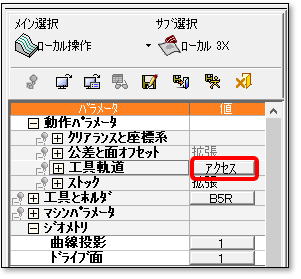 メイン選択 サブ選択
ローカル操作 ローカル 3X
パラメータ 値
動作パラメータ
クリアランスと座標系
公差と面オフセット 拡張
工具軌道 アクセス
ストック 拡張
工具とホルダ B5R
マシンパラメータ
ジオメトリ
曲線投影 1
ドライブ面 1